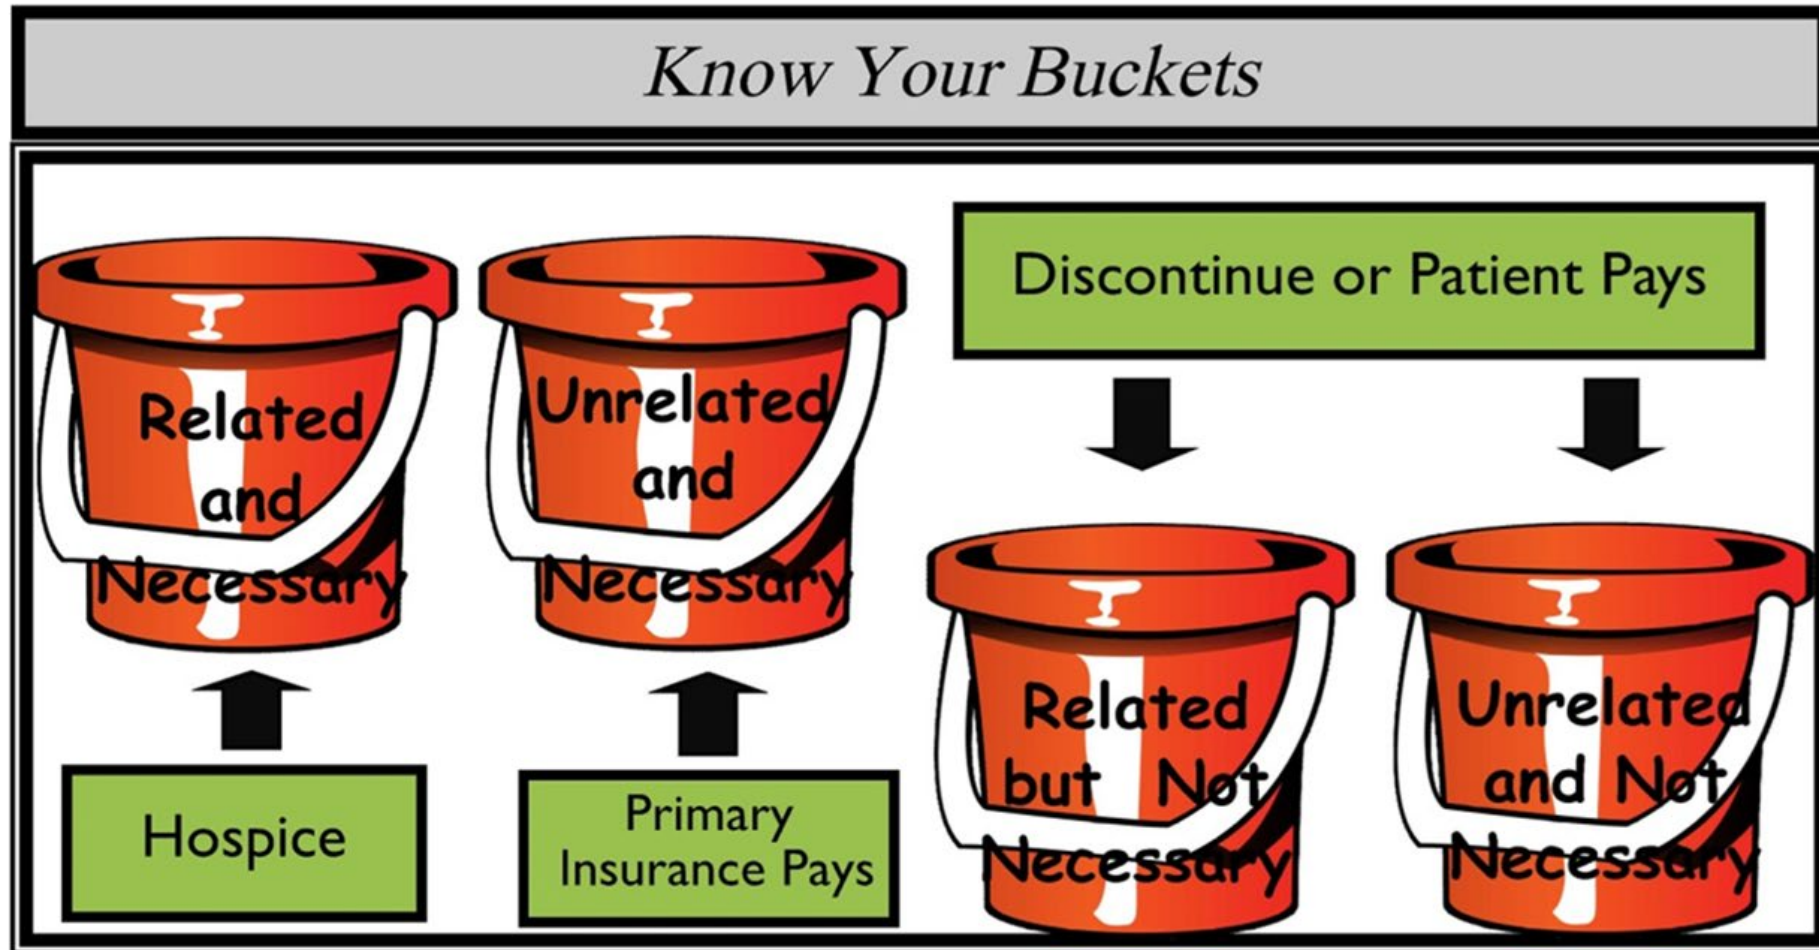 Know Your Buckets
Related
and
Necessary
Hospice
Unrelated
and
Necessary
Primary
Insurance Pays
Discontinue or Patient Pays
Related
but Not
Necessary
Unrelated
and Not
Necessary